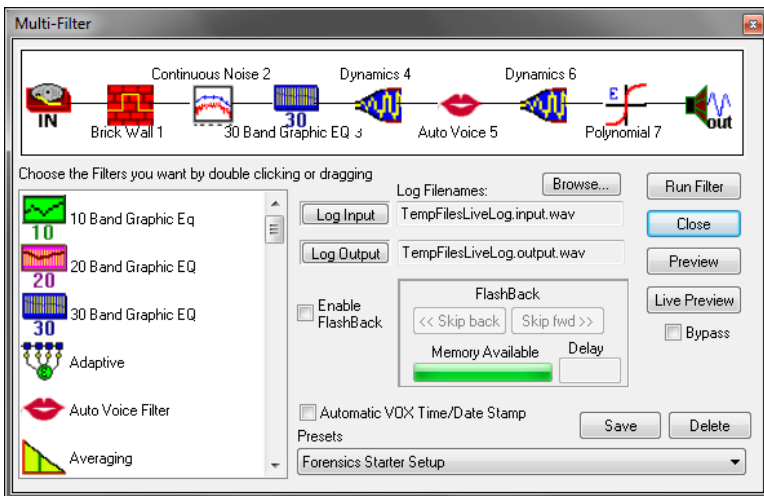 Multi-Filter
Continuous Noise 2
Dynamics 4
Dynamics 6
E
IN
30
out
Brick Wall 1
30 Band Graphic EQ 3
Auto Voice 5
Polynomial 7
Choose the Filters you want by double clicking or dragging
10 Band Graphic Eq
10
20 Band Graphic EQ
20
30 Band Graphic EQ
30
Adaptive
Auto Voice Filter
Averaging
Log Filenames:
Browse...
Log Input
TempFilesLiveLog.input.wav
Log Output
TempFilesLiveLog.output.wav
Enable
FlashBack
FlashBack
<< Skip back
Skip fwd >>
Memory Available
Delay
Automatic VOX Time/Date Stamp
Presets
Save
Delete
Forensics Starter Setup
Run Filter
Close
Preview
Live Preview
Bypass